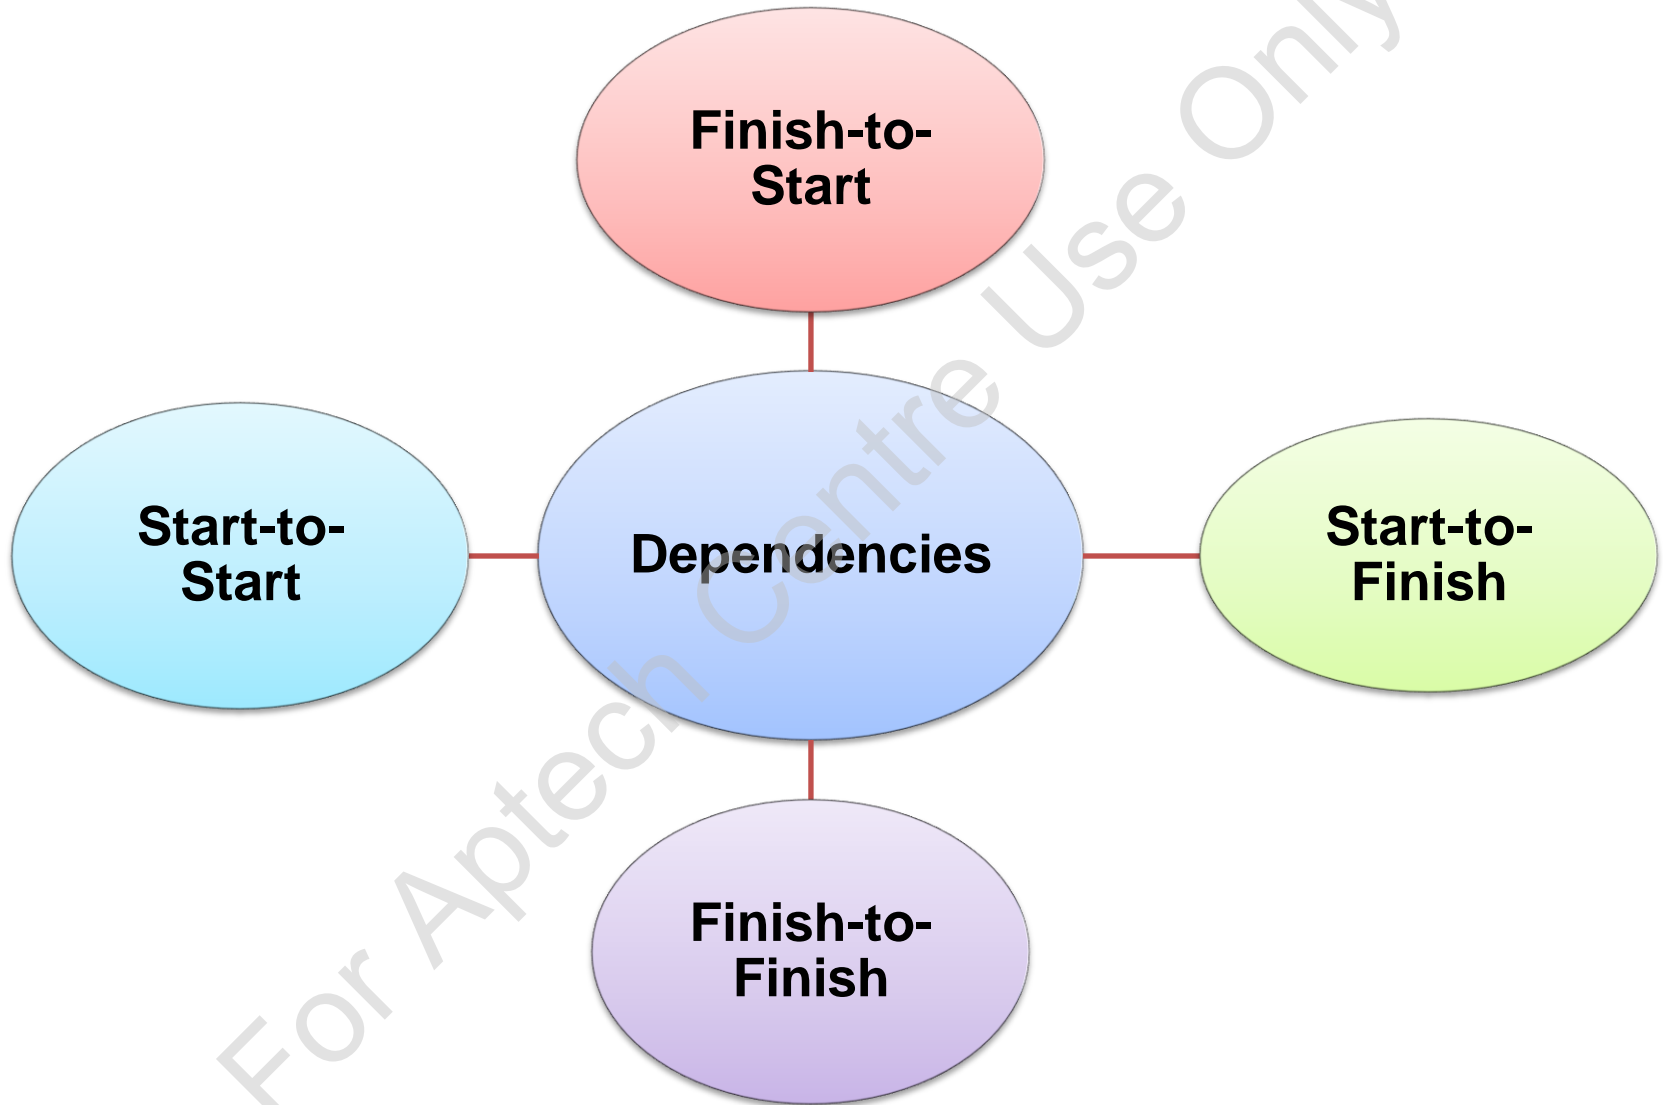 Finish-to-
Start
Start-to-
Start
Dependencies
Start-to-
Finish
Finish-to-
Finish
For Aptech Centre Use Only